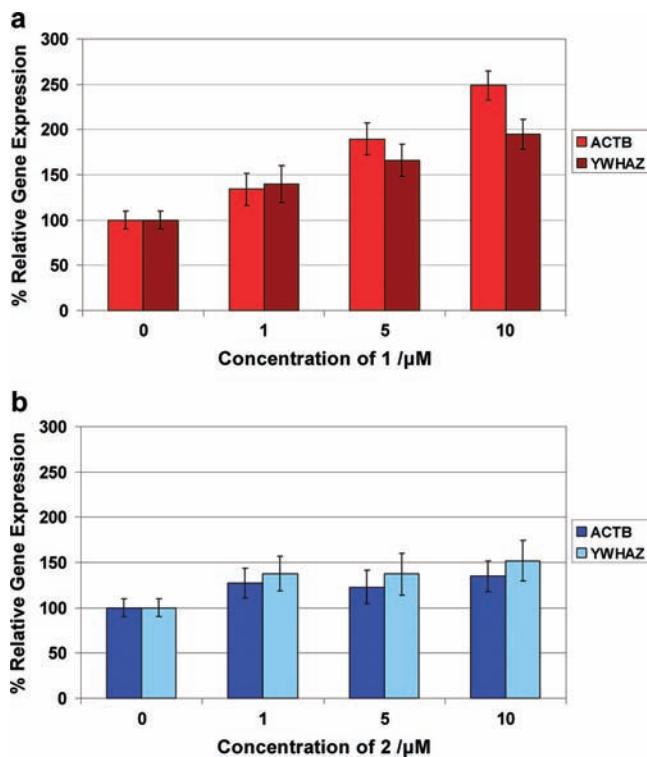 a
% Relative Gene Expression
300
250
200
150
100
50
0
0 1 5 10
Concentration of 1 /µM
ACTB
YWHAZ
b
% Relative Gene Expression
300
250
200
150
100
50
0
0 1 5 10
Concentration of 2 /µM
ACTB
YWHAZ